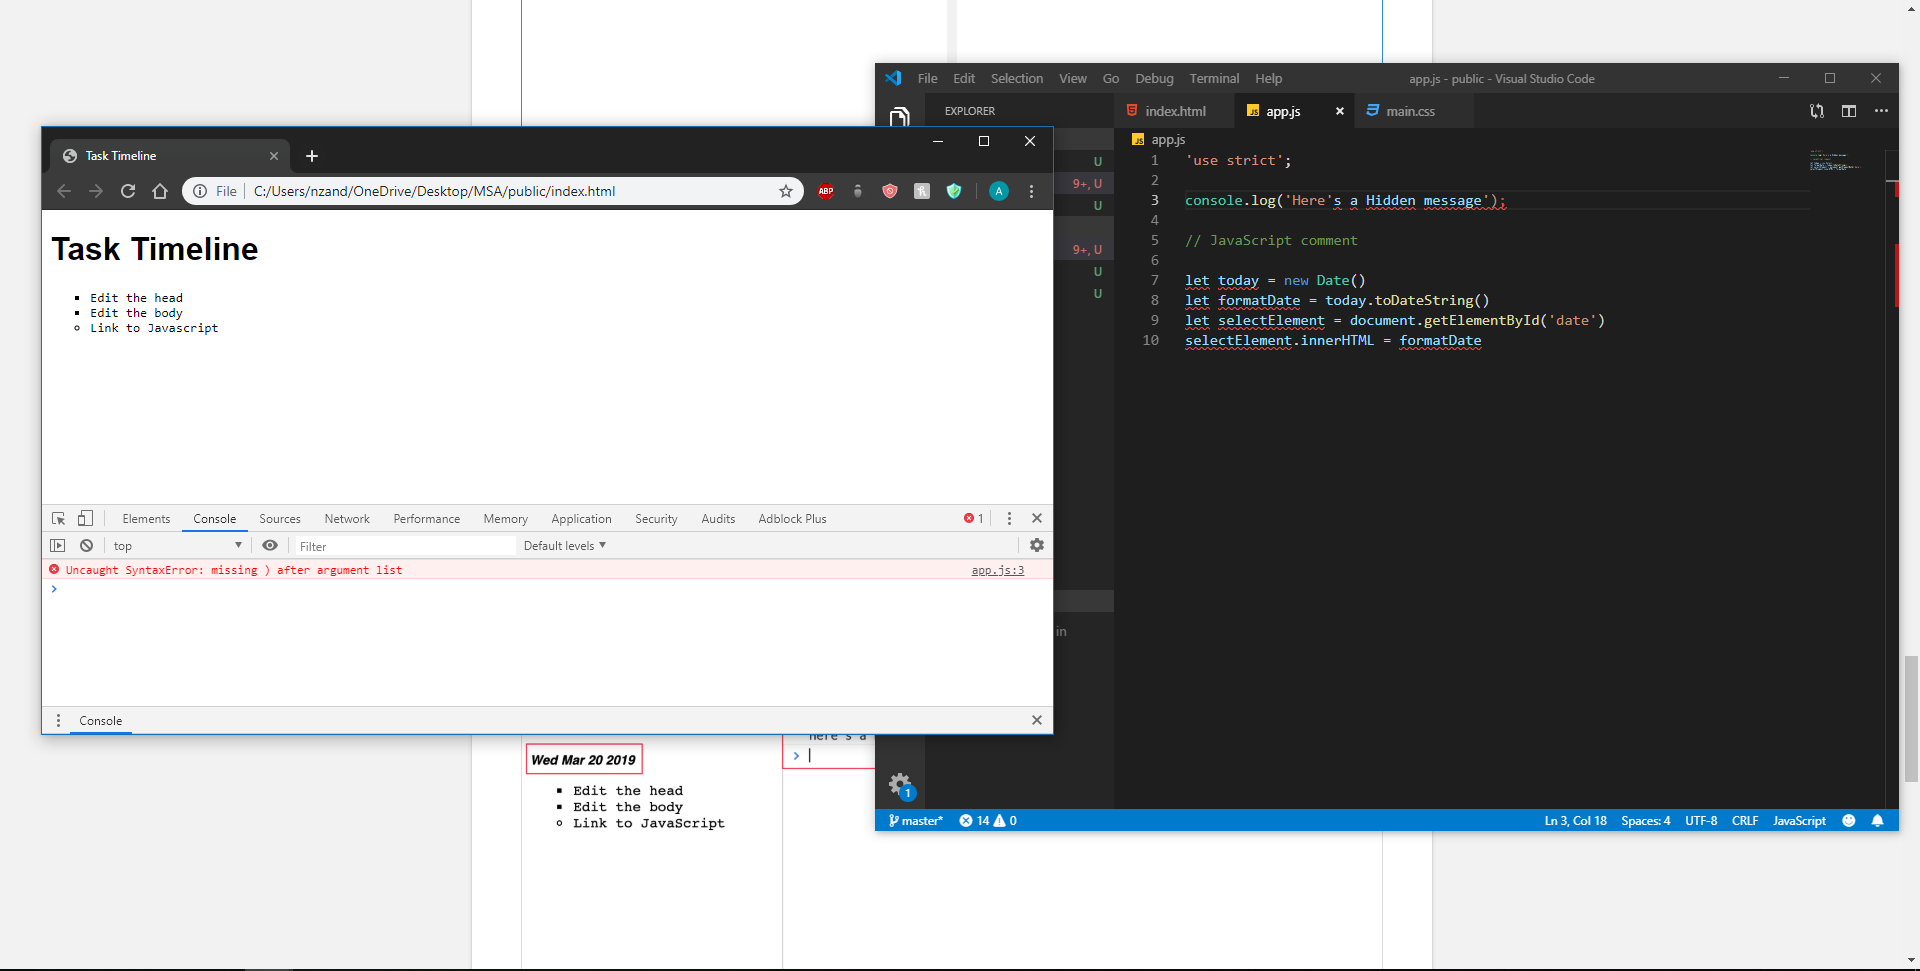 File Edit Selection View Go Debug Terminal Help app.js - public - Visual Studio Code
EXPLORER
index.html app.js main.css
app.js
U
9+, U
U
9+, U
U
U
in
1 'use strict';
2
3 console.log('Here's a Hidden message');
4
5 // JavaScript comment
6
7 let today = new Date()
8 let formatDate = today.toDateString()
9 let selectElement = document.getElementById('date')
10 selectElement.innerHTML = formatDate
1
master* 14 0 Ln 3, Col 18 Spaces: 4 UTF-8 CRLF JavaScript
Task Timeline
File C:/Users/nzand/OneDrive/Desktop/MSA/public/index.html ABP A
Task Timeline
Edit the head
Edit the body
Link to Javascript
Elements Console Sources Network Performance Memory Application Security Audits Adblock Plus 1
top Filter Default levels
Uncaught SyntaxError: missing ) after argument list app.js:3
Console
here's a
Wed Mar 20 2019
Edit the head
Edit the body
Link to JavaScript